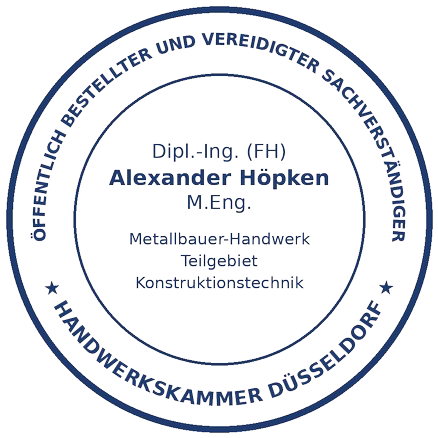 ÖFFENTLICH BESTELLTER UND VEREIDIGTER SACHVERSTÄNDIGER
Dipl.-Ing. (FH)
Alexander Höpken
M.Eng.
Metallbauer-Handwerk
Teilgebiet
Konstruktionstechnik
★ HANDWERKSKAMMER DÜSSELDORF ★